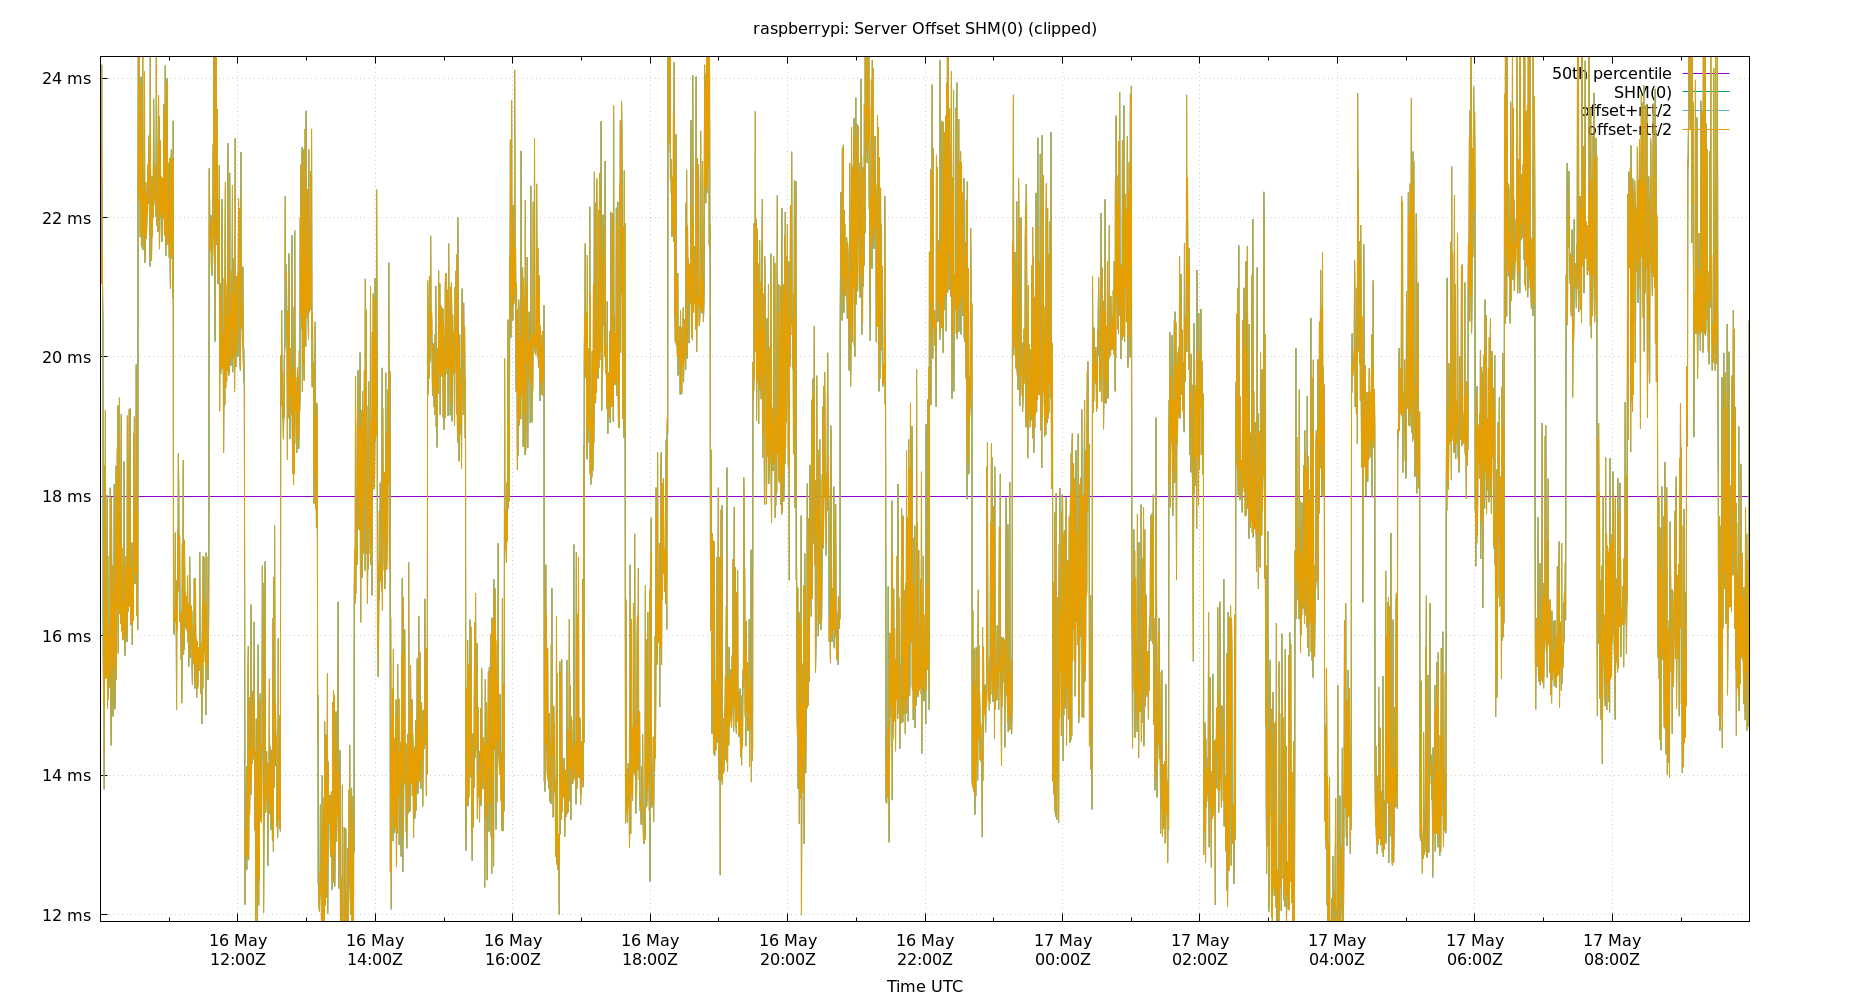 raspberrypi: Server Offset SHM(0) (clipped)
50th percentile
SHM(0)
offset+rtt/2
offset-rtt/2
24 ms
22 ms
20 ms
18 ms
16 ms
14 ms
12 ms
16 May 16 May 16 May 16 May 16 May 16 May 17 May 17 May 17 May 17 May 17 May
12:00Z 14:00Z 16:00Z 18:00Z 20:00Z 22:00Z 00:00Z 02:00Z 04:00Z 06:00Z 08:00Z
Time UTC